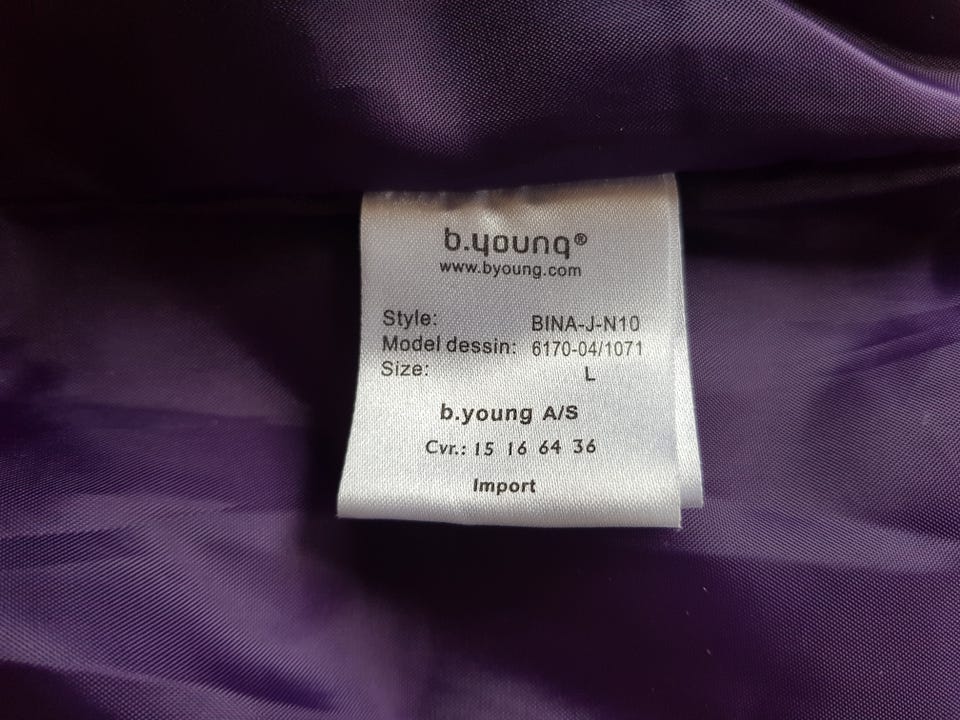 b.young®
www.byoung.com
Style: BINA-J-N10
Model dessin: 6170-04/1071
Size: L
b.young A/S
Cvr.: 15 16 64 36
Import